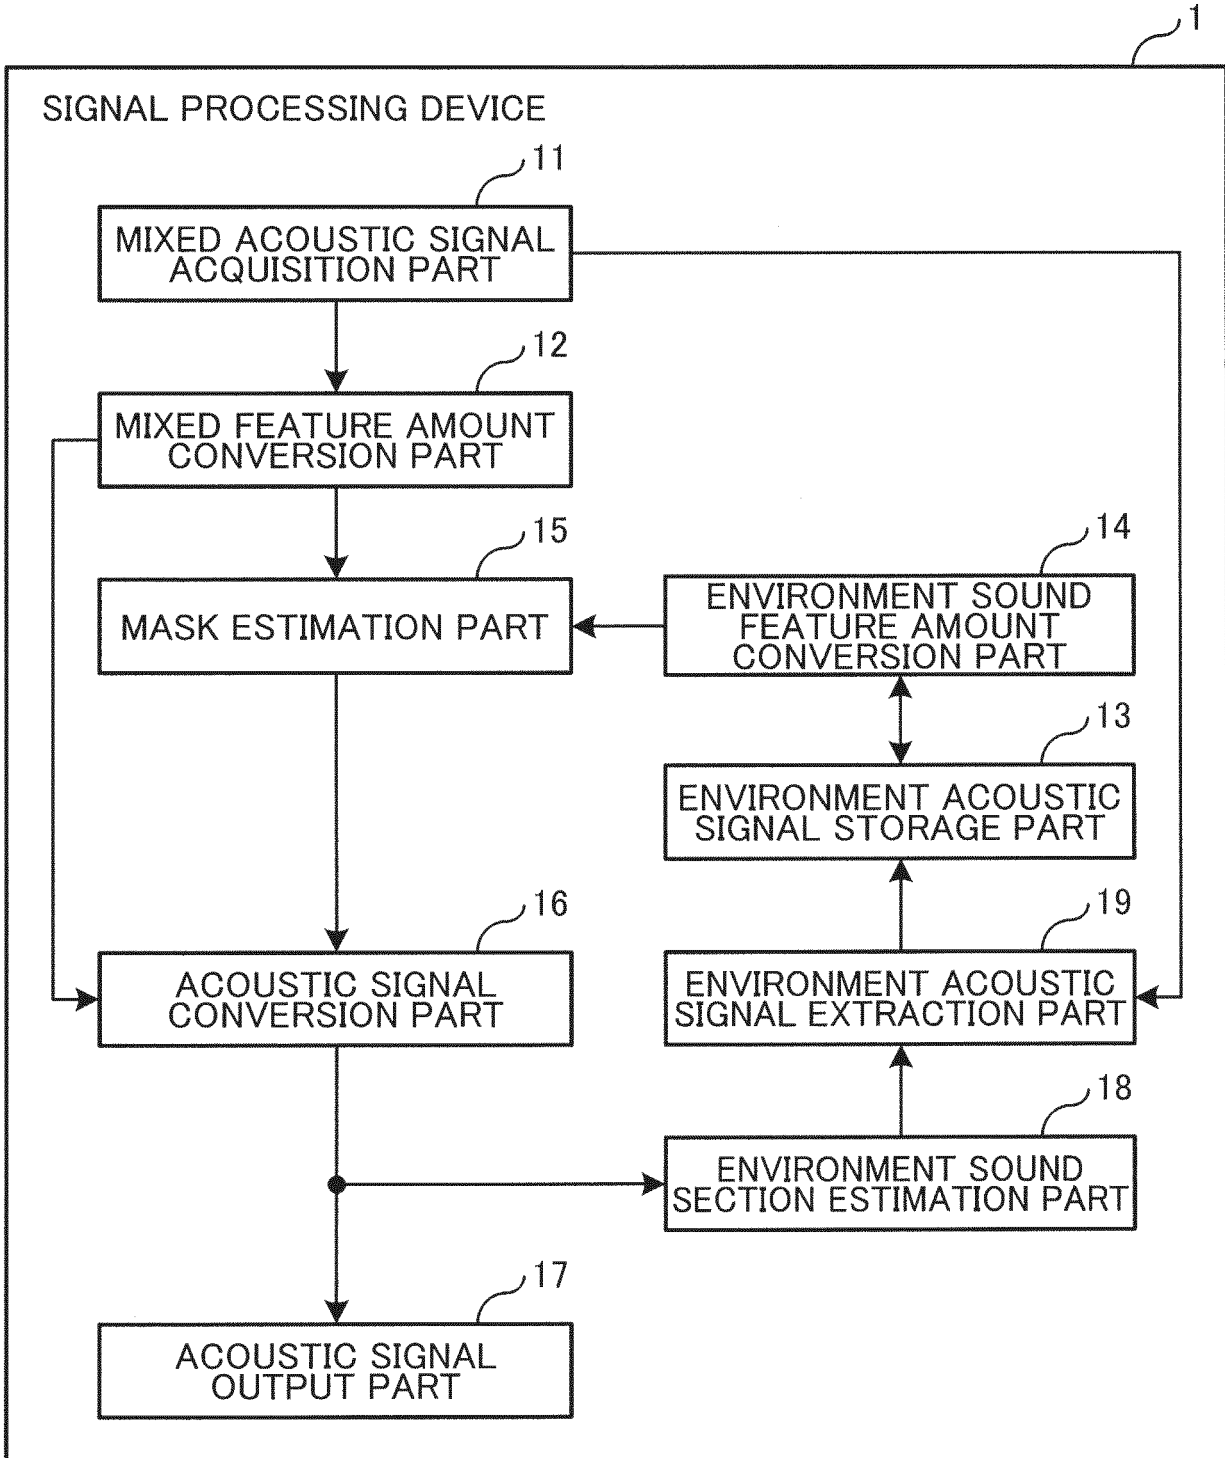 1
SIGNAL PROCESSING DEVICE
11
MIXED ACOUSTIC SIGNAL
ACQUISITION PART
12
MIXED FEATURE AMOUNT
CONVERSION PART
15
MASK ESTIMATION PART
14
ENVIRONMENT SOUND
FEATURE AMOUNT
CONVERSION PART
13
ENVIRONMENT ACOUSTIC
SIGNAL STORAGE PART
16
ACOUSTIC SIGNAL
CONVERSION PART
19
ENVIRONMENT ACOUSTIC
SIGNAL EXTRACTION PART
18
ENVIRONMENT SOUND
SECTION ESTIMATION PART
17
ACOUSTIC SIGNAL
OUTPUT PART